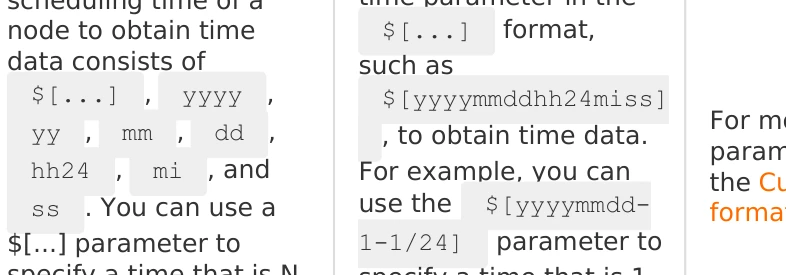 scheduling time of a
node to obtain time
data consists of
$[...] , yyyy ,
yy , mm , dd ,
hh24 , mi , and
ss . You can use a
$[...] parameter to
specify a time that is N
time parameter in the
$[...] format,
such as
$[yyyymmddhh24miss]
, to obtain time data.
For example, you can
use the $[yyyymmdd-
1-1/24] parameter to
specify a time that is 1
For mo
param
the Cu
forma